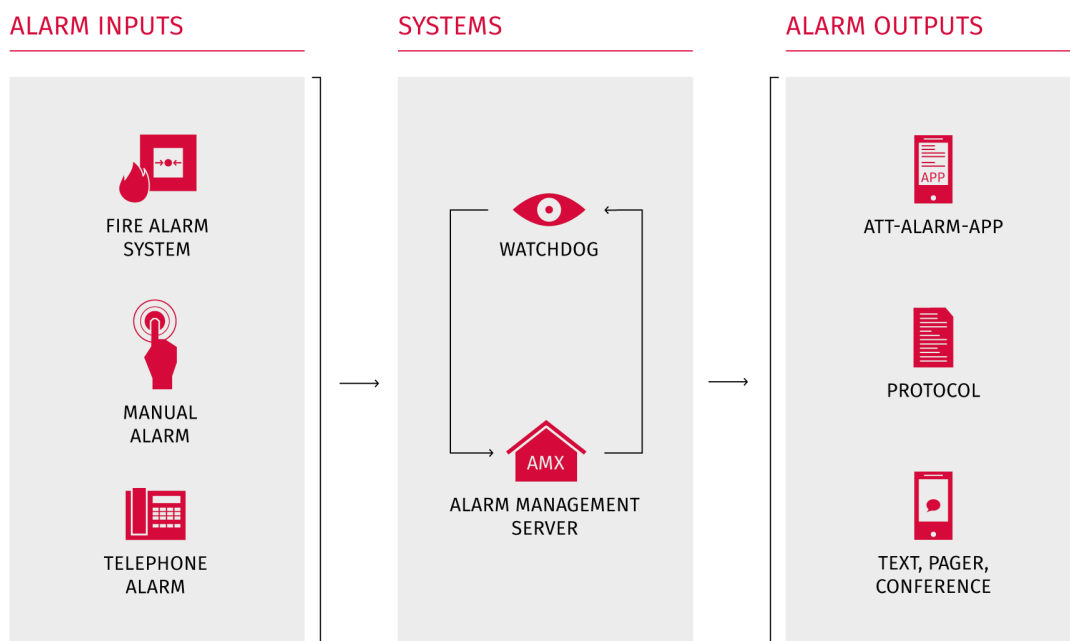 ALARM INPUTS
FIRE ALARM
SYSTEM
MANUAL
ALARM
TELEPHONE
ALARM
SYSTEMS
WATCHDOG
AMX
ALARM MANAGEMENT
SERVER
ALARM OUTPUTS
APP
ATT-ALARM-APP
PROTOCOL
TEXT, PAGER,
CONFERENCE